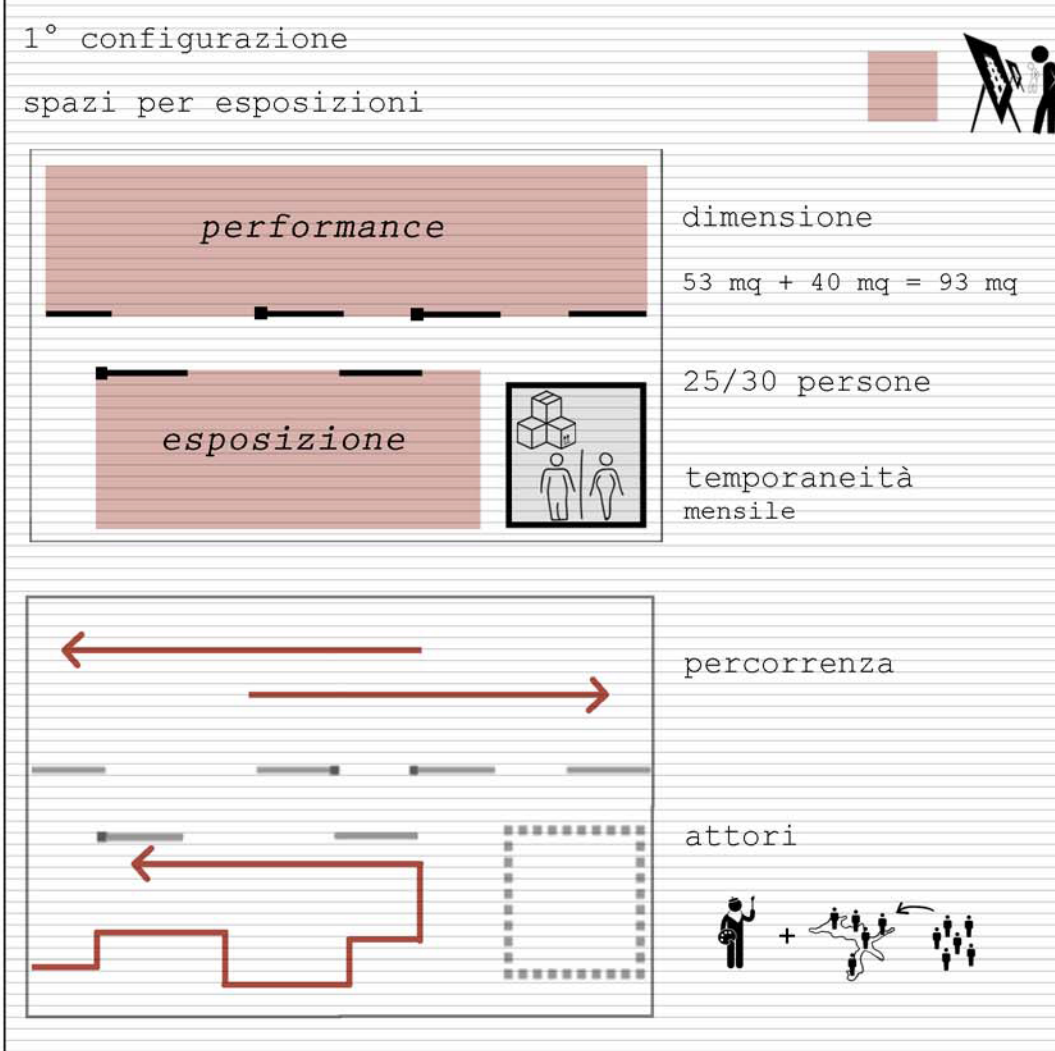 1° configurazione
spazi per esposizioni
performance
dimensione
53 mq + 40 mq = 93 mq
25/30 persone
esposizione
temporaneità
mensile
percorrenza
attori
+